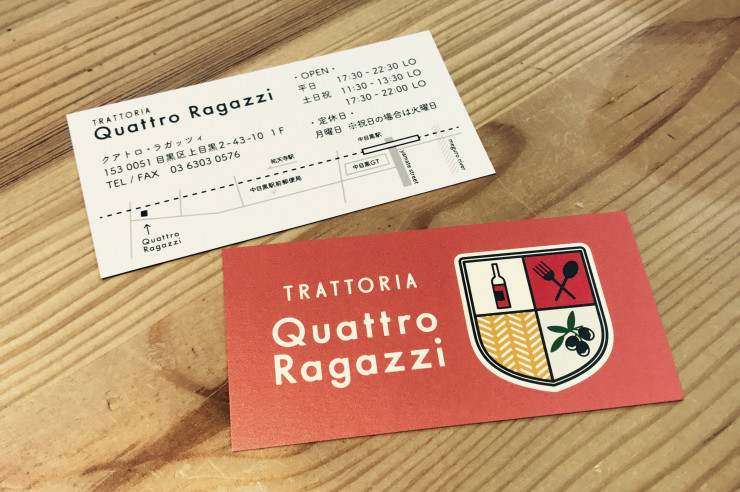 TRATTORIA
Quattro Ragazzi
クアトロ・ラガッツィ
153 0051 目黒区上目黒2-43-10 1F
TEL / FAX 03 6303 0576
・OPEN・
平日 17:30 - 22:30 LO
土日祝 11:30 - 13:30 LO
17:30 - 22:00 LO
・定休日・
月曜日 ※祝日の場合は火曜日
祐天寺駅
中目黒駅
中目黒駅前郵便局
中目黒GT
yamate street
meguro river
↑
Quattro
Ragazzi
TRATTORIA
Quattro
Ragazzi